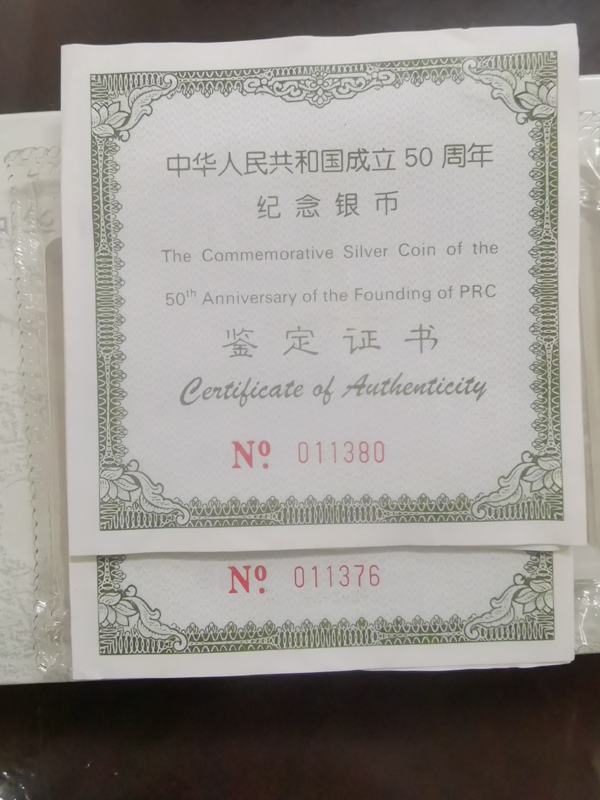 中华人民共和国成立 50 周年
纪念银币
The Commemorative Silver Coin of the
50th Anniversary of the Founding of PRC
鉴定证书
Certificate of Authenticity
No. 011380
No. 011376